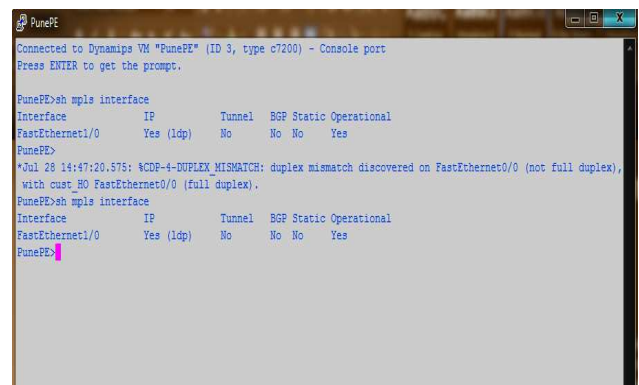 PunePE
Connected to Dynamips VM "PunePE" (ID 3, type c7200) - Console port
Press ENTER to get the prompt.
PunePE>sh mpls interface
Interface IP Tunnel BGP Static Operational
FastEthernet1/0 Yes (ldp) No No No Yes
PunePE>
*Jul 28 14:47:20.575: %CDP-4-DUPLEX_MISMATCH: duplex mismatch discovered on FastEthernet0/0 (not full duplex),
with cust_HO FastEthernet0/0 (full duplex).
PunePE>sh mpls interface
Interface IP Tunnel BGP Static Operational
FastEthernet1/0 Yes (ldp) No No No Yes
PunePE>